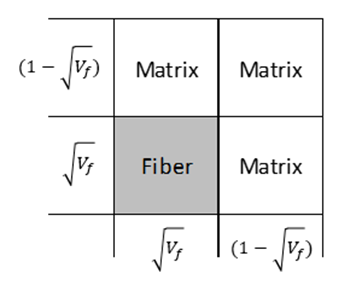 (1 − √V_f) Matrix Matrix
√V_f Fiber Matrix
√V_f (1 − √V_f)